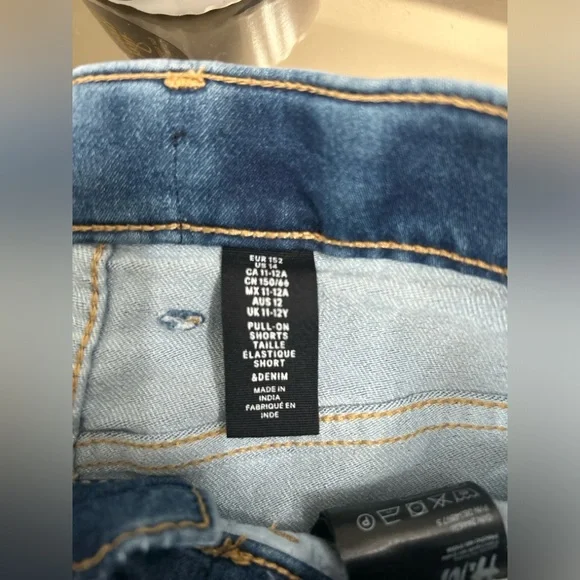 EUR 152
US 14
CA 11-12A
CN 150/66
MX 11-12A
AUS 12
UK 11-12Y
PULL-ON
SHORTS
TAILLE
ÉLASTIQUE
SHORT
&DENIM
MADE IN
INDIA
FABRIQUÉ EN
INDE